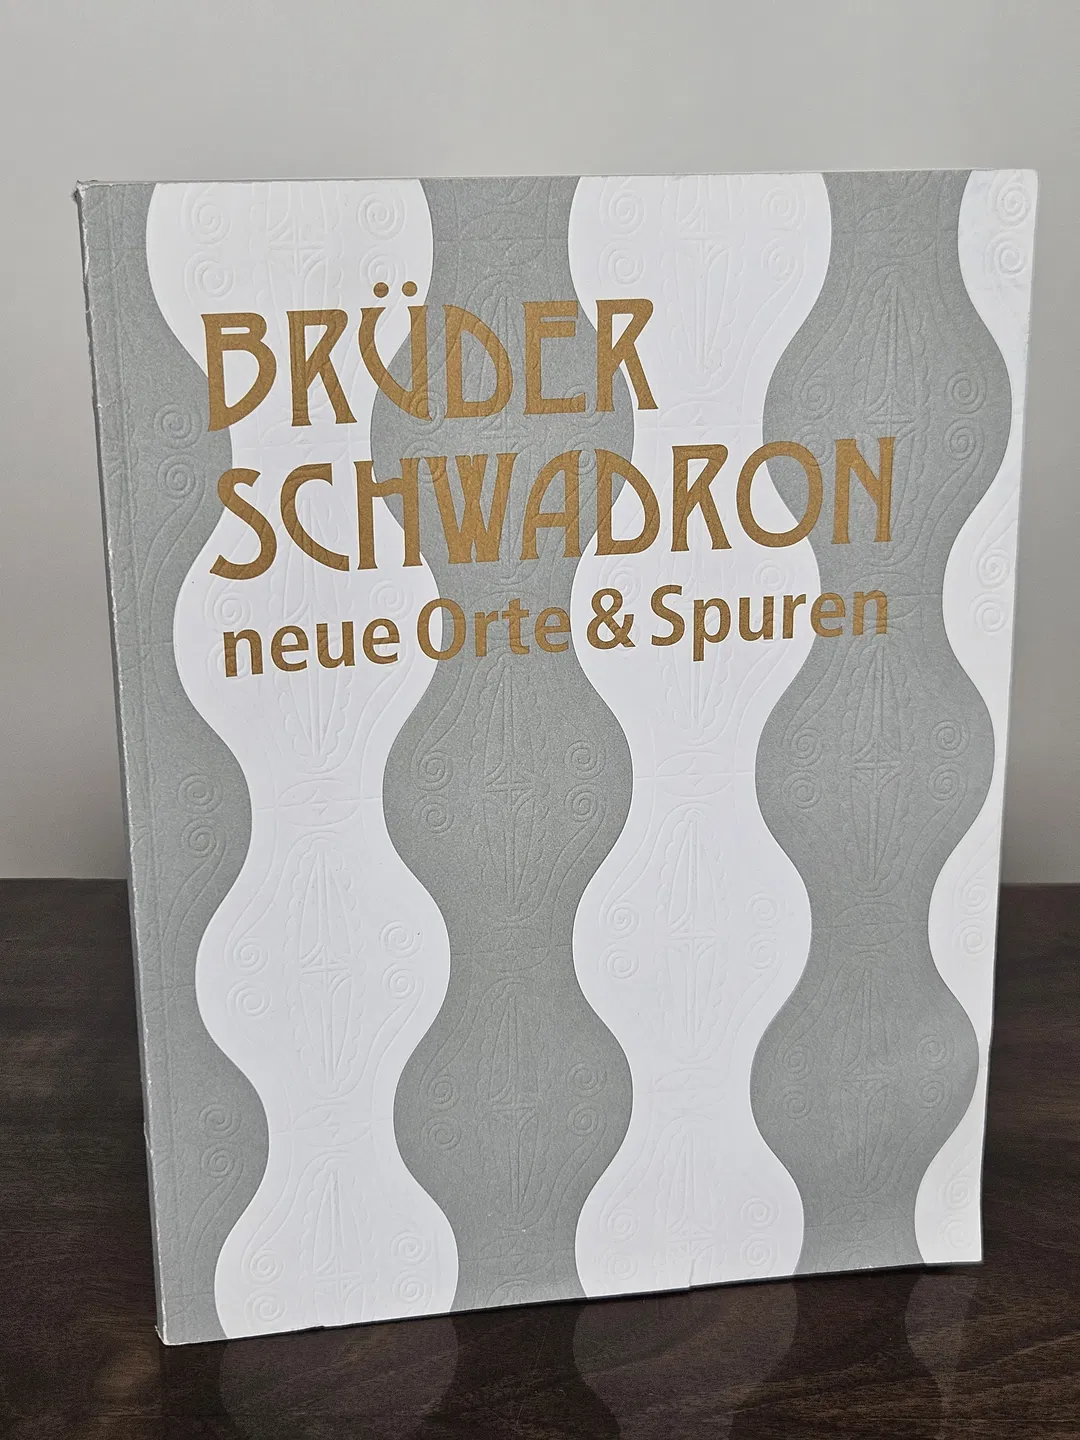 BRÜDER
SCHWADRON
neue Orte & Spuren